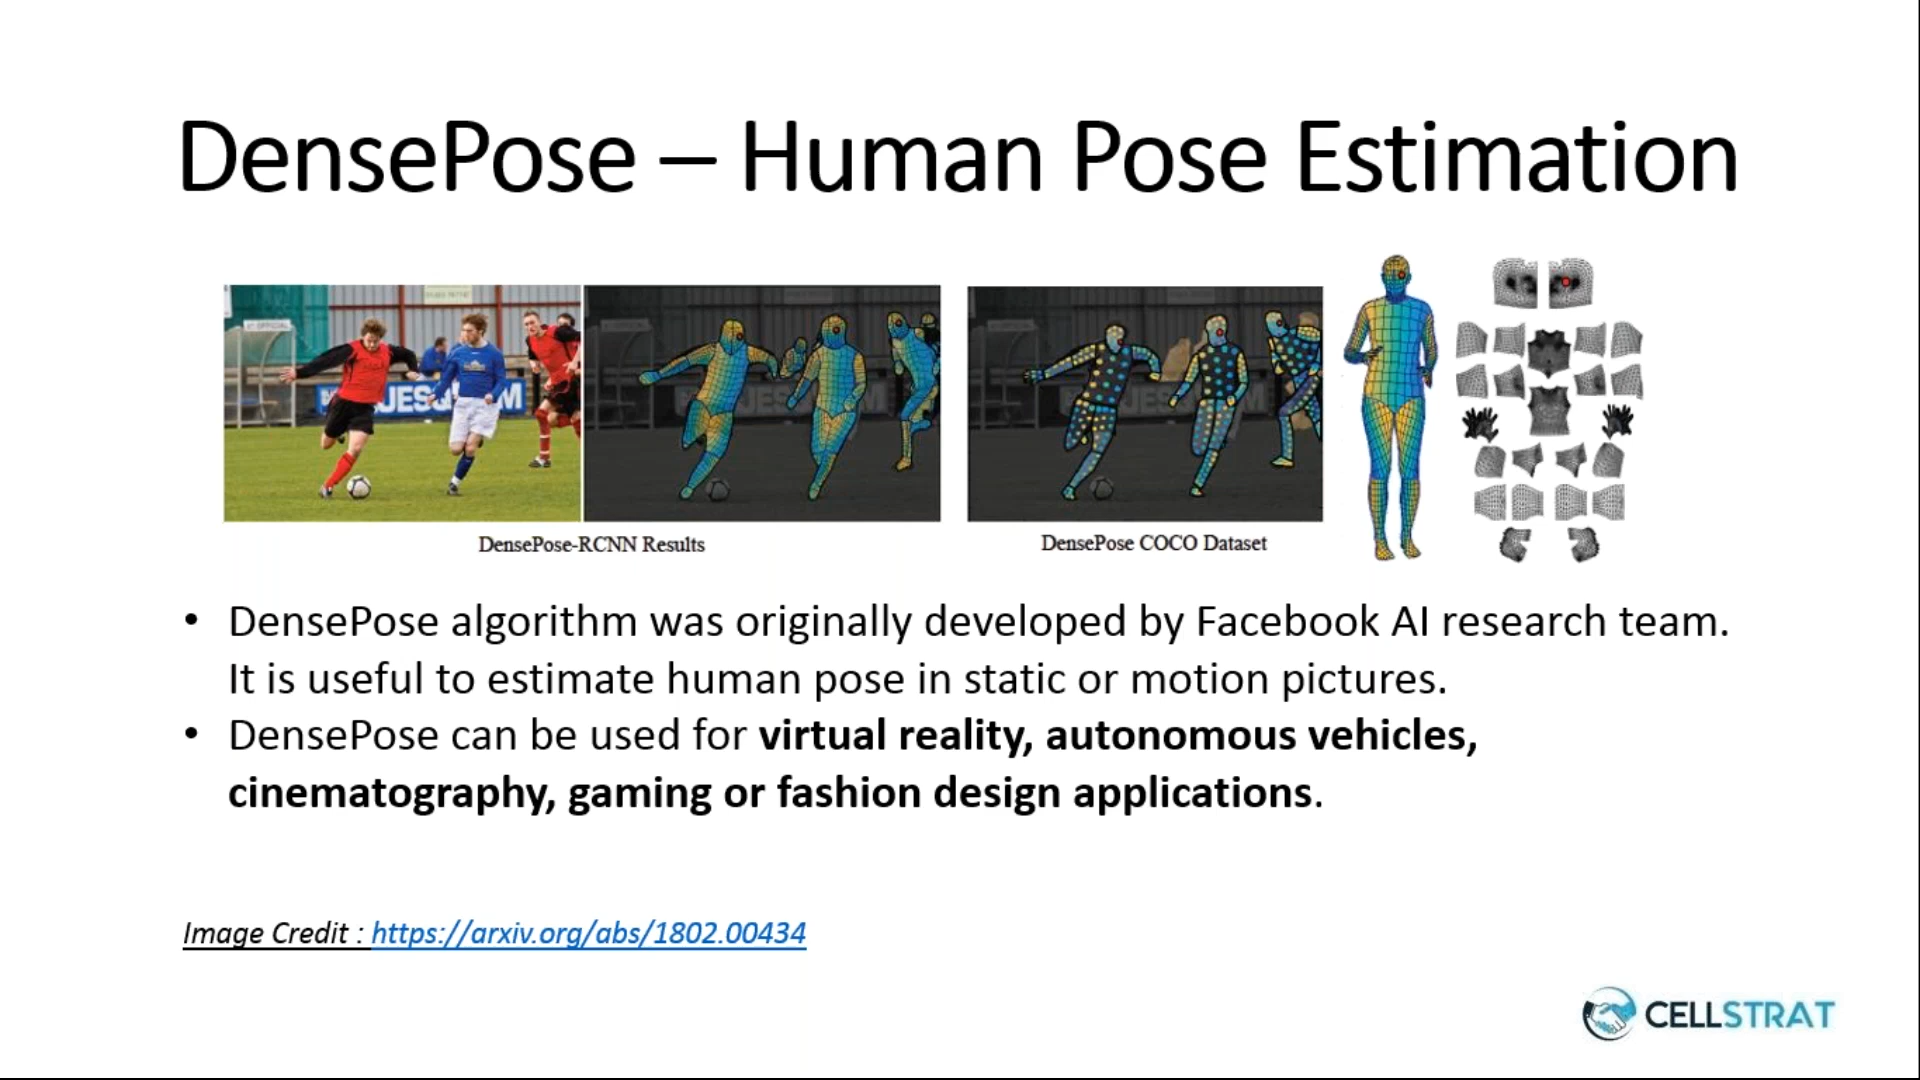 DensePose – Human Pose Estimation
DensePose-RCNN Results
DensePose COCO Dataset
• DensePose algorithm was originally developed by Facebook AI research team.
It is useful to estimate human pose in static or motion pictures.
• DensePose can be used for virtual reality, autonomous vehicles,
cinematography, gaming or fashion design applications.
Image Credit : https://arxiv.org/abs/1802.00434
CELLSTRAT